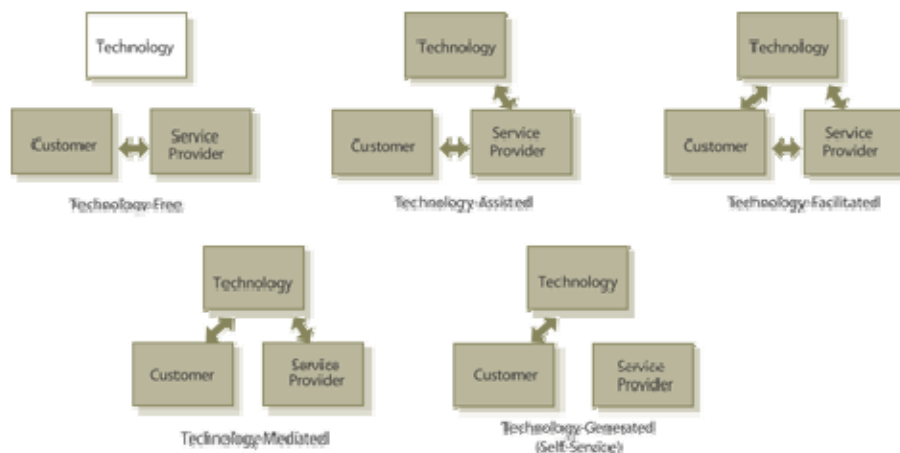 Technology
Customer
Service
Provider
Technology-Free
Technology
Customer
Service
Provider
Technology-Assisted
Technology
Customer
Service
Provider
Technology-Facilitated
Technology
Customer
Service
Provider
Technology-Mediated
Technology
Customer
Service
Provider
Technology-Generated
(Self-Service)